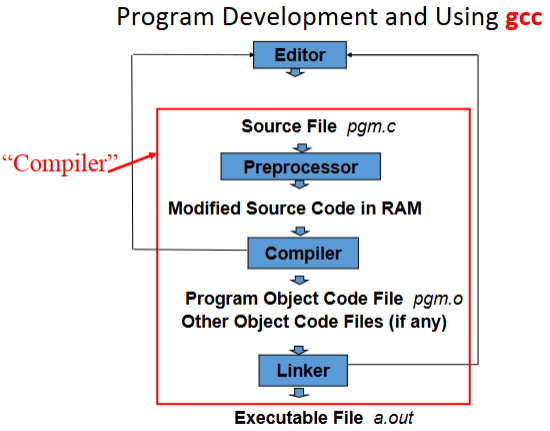 Program Development and Using gcc
Editor
Source File pgm.c
“Compiler”
Preprocessor
Modified Source Code in RAM
Compiler
Program Object Code File pgm.o
Other Object Code Files (if any)
Linker
Executable File a.out